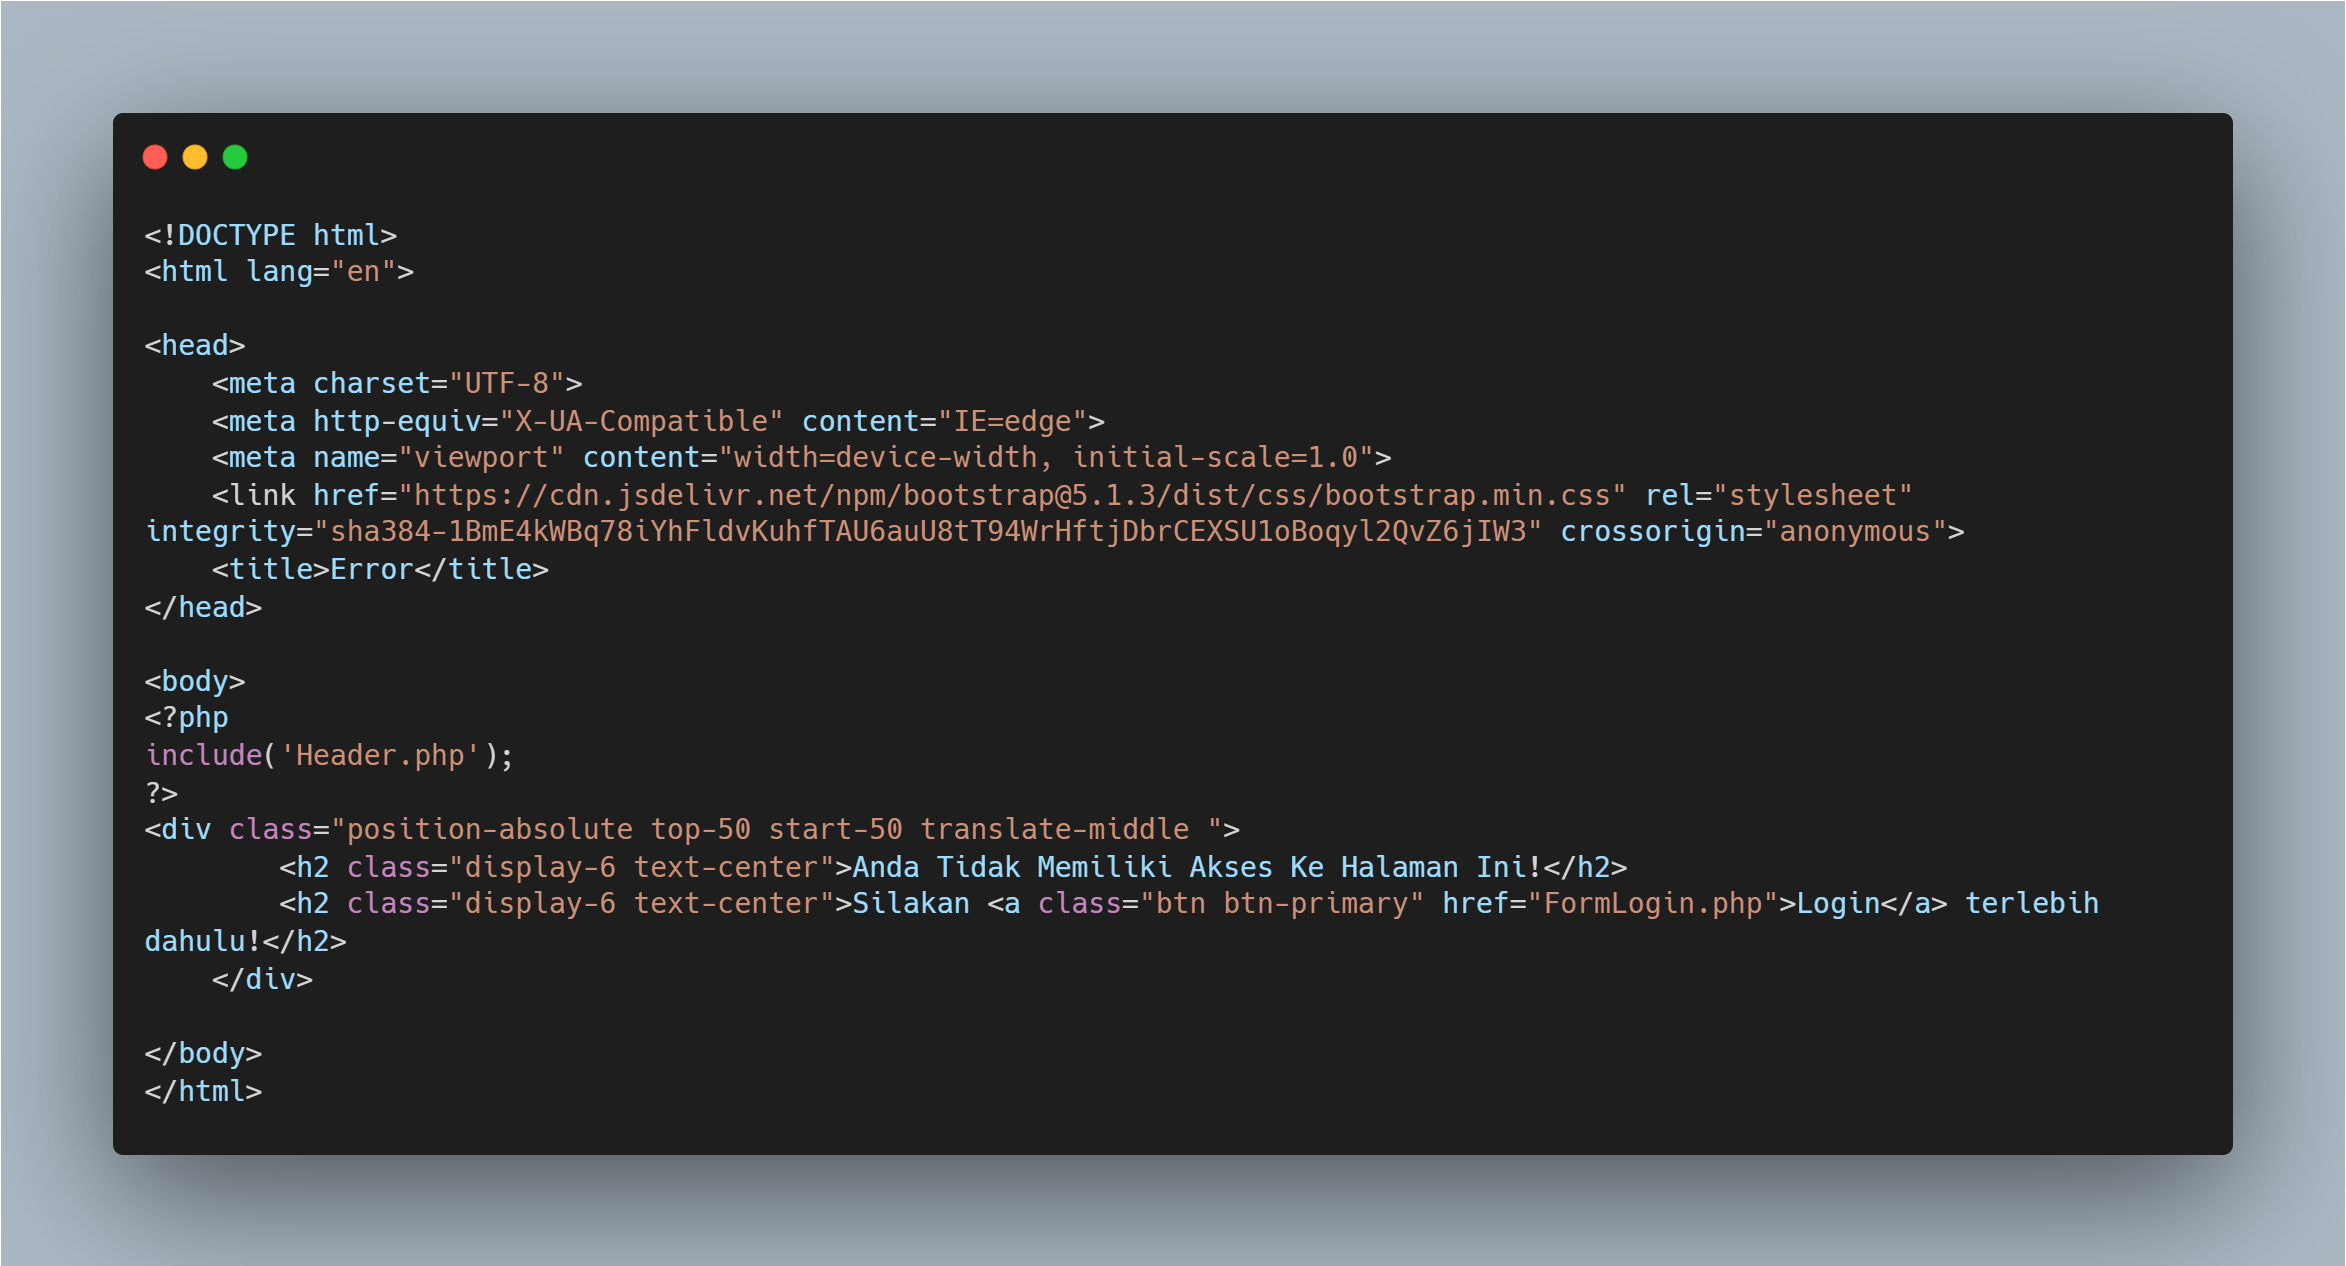 <!DOCTYPE html>
<html lang="en">
<head>
    <meta charset="UTF-8">
    <meta http-equiv="X-UA-Compatible" content="IE=edge">
    <meta name="viewport" content="width=device-width, initial-scale=1.0">
    <link href="https://cdn.jsdelivr.net/npm/bootstrap@5.1.3/dist/css/bootstrap.min.css" rel="stylesheet"
integrity="sha384-1BmE4kWBq78iYhFldvKuhfTAU6auU8tT94WrHftjDbrCEXSU1oBoqyl2QvZ6jIW3" crossorigin="anonymous">
    <title>Error</title>
</head>
<body>
<?php
include('Header.php');
?>
<div class="position-absolute top-50 start-50 translate-middle ">
        <h2 class="display-6 text-center">Anda Tidak Memiliki Akses Ke Halaman Ini!</h2>
        <h2 class="display-6 text-center">Silakan <a class="btn btn-primary" href="FormLogin.php">Login</a> terlebih
dahulu!</h2>
    </div>
</body>
</html>